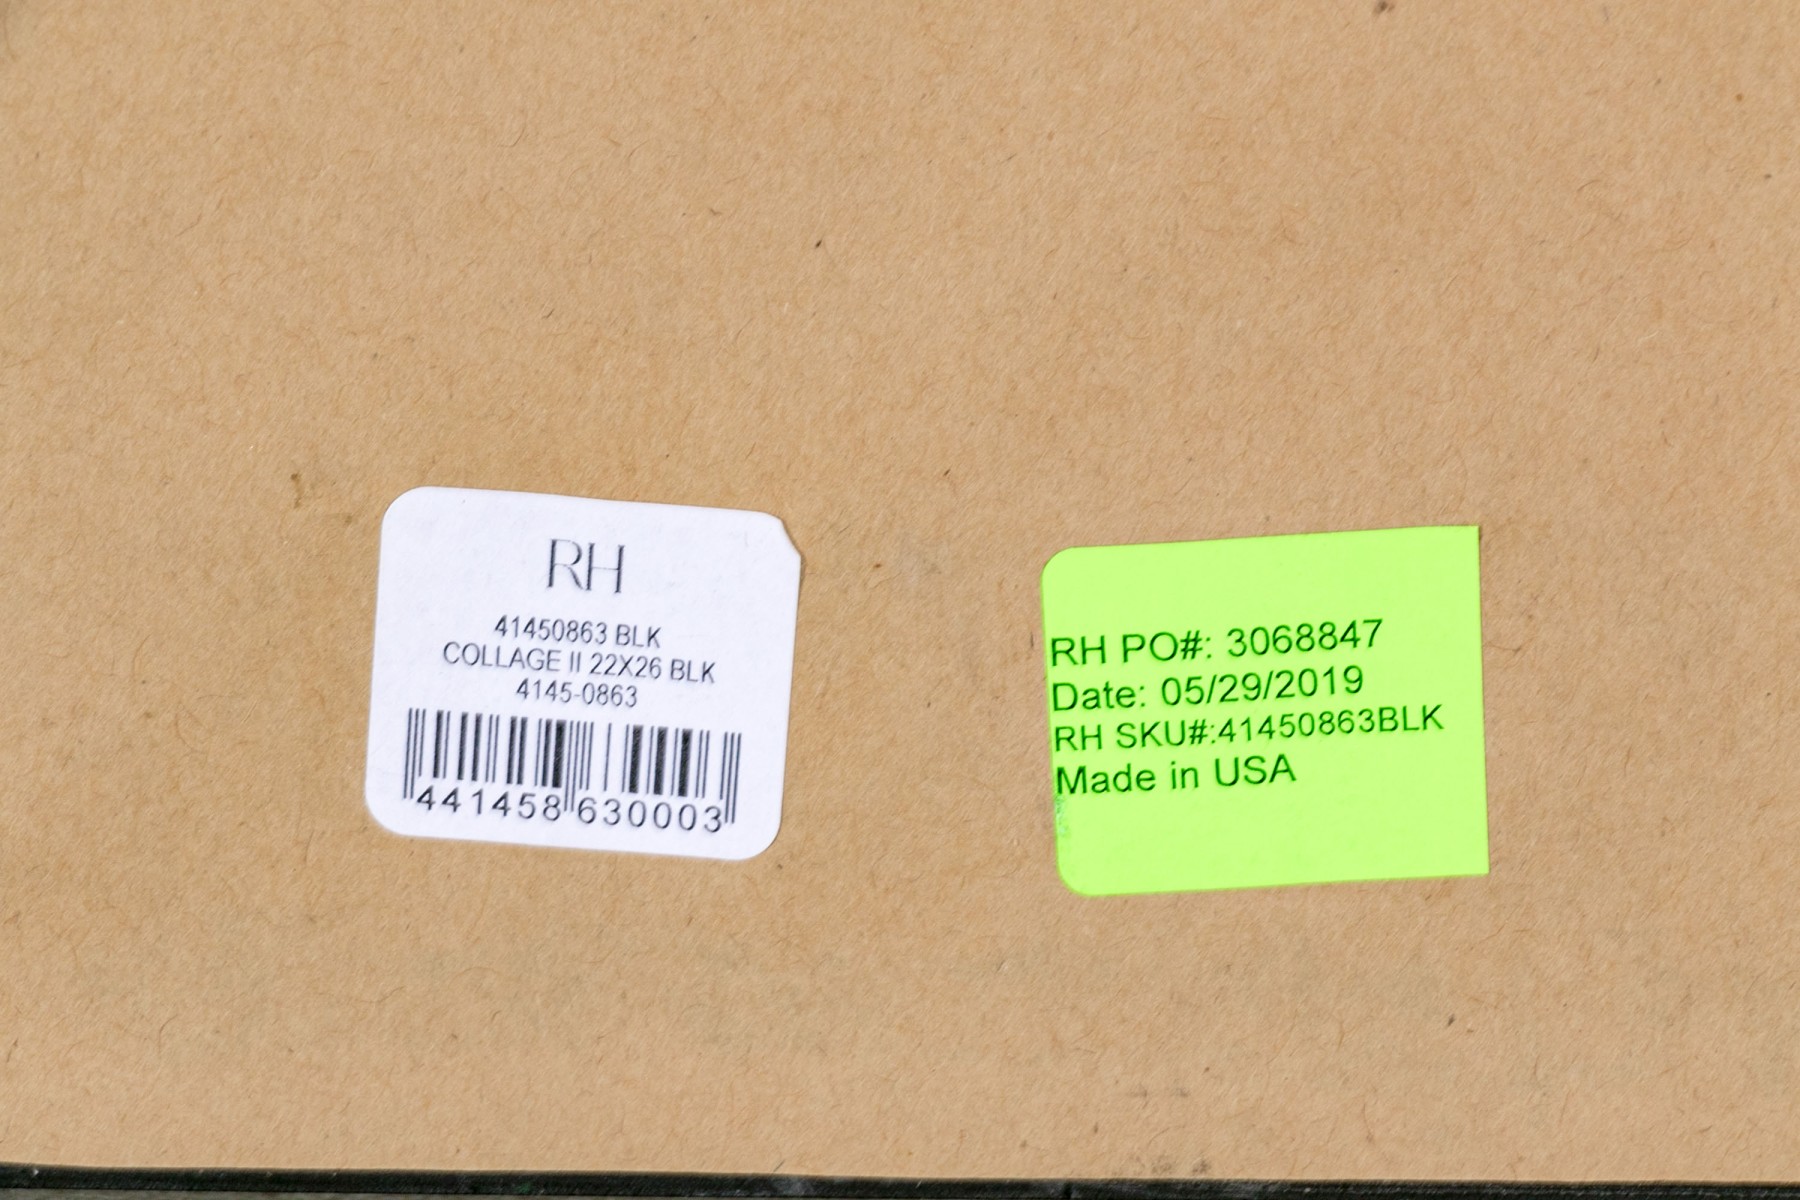 RH
41450863 BLK
COLLAGE II 22X26 BLK
4145-0863
441458 630003
RH PO#: 3068847
Date: 05/29/2019
RH SKU#:41450863BLK
Made in USA